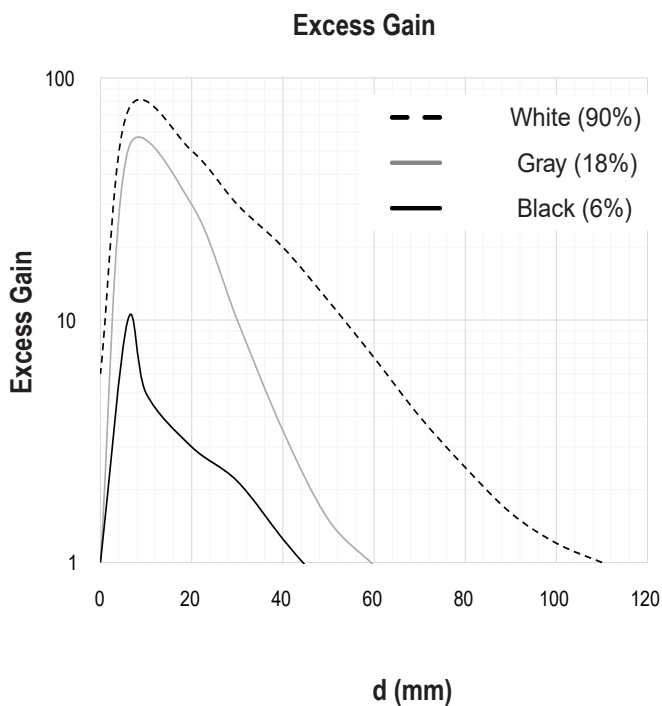 Excess Gain
100
10
1
Excess Gain
White (90%)
Gray (18%)
Black (6%)
0 20 40 60 80 100 120
d (mm)